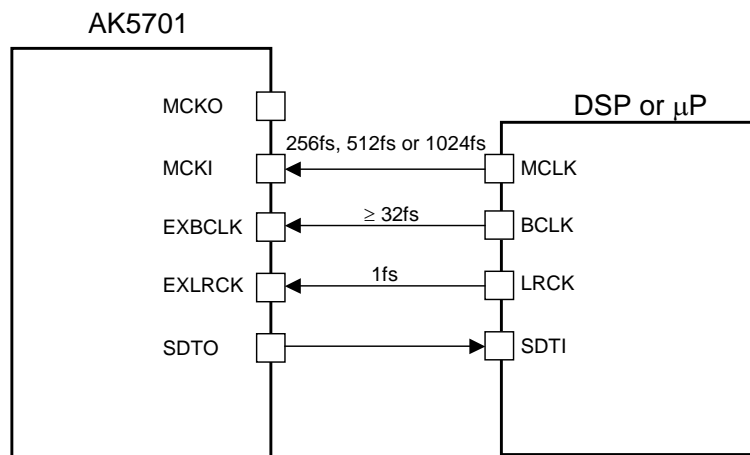 AK5701
DSP or μP
MCKO
256fs, 512fs or 1024fs
MCKI
MCLK
≥ 32fs
EXBCLK
BCLK
1fs
EXLRCK
LRCK
SDTO
SDTI